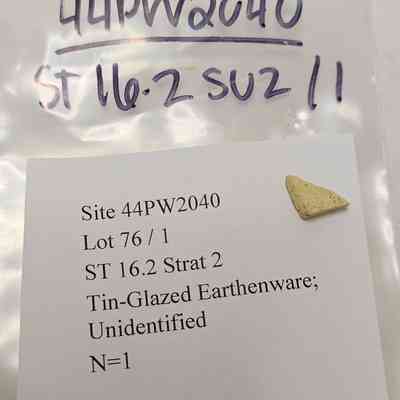 44PW2040
ST 16.2 SU2 / 1
Site 44PW2040
Lot 76 / 1
ST 16.2 Strat 2
Tin-Glazed Earthenware;
Unidentified
N=1